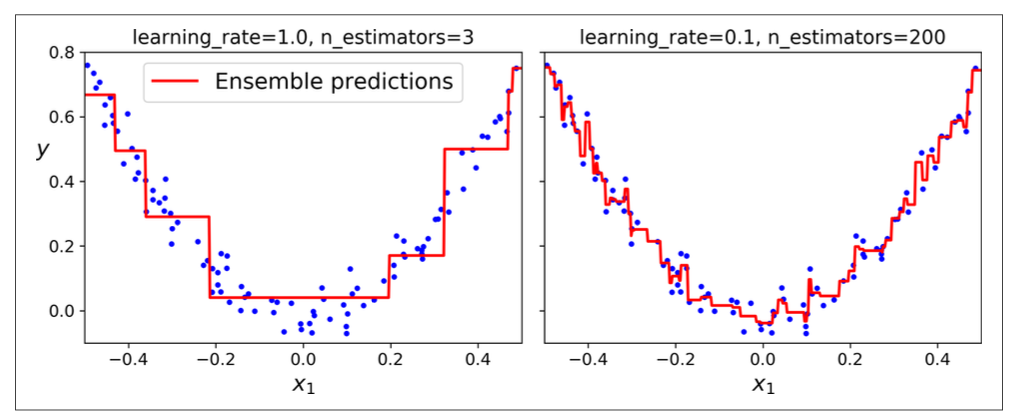 learning_rate=1.0, n_estimators=3
Ensemble predictions
y
0.8
0.6
0.4
0.2
0.0
−0.4 −0.2 0.0 0.2 0.4
x1
learning_rate=0.1, n_estimators=200
−0.4 −0.2 0.0 0.2 0.4
x1